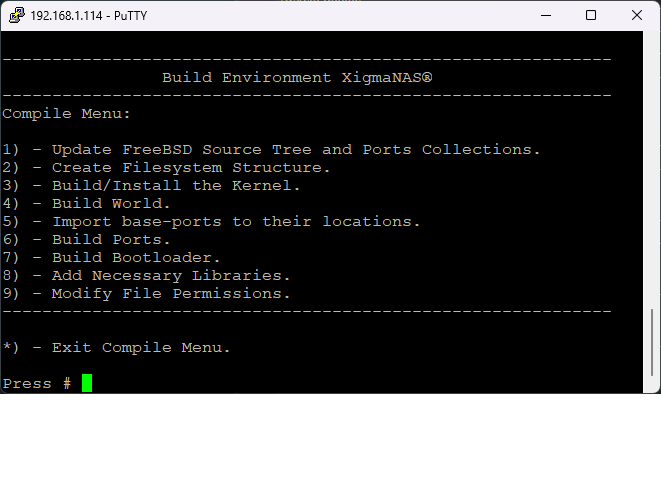 192.168.1.114 - PuTTY
-------------------------------------------------------------
Build Environment XigmaNAS®
-------------------------------------------------------------
Compile Menu:
1) - Update FreeBSD Source Tree and Ports Collections.
2) - Create Filesystem Structure.
3) - Build/Install the Kernel.
4) - Build World.
5) - Import base-ports to their locations.
6) - Build Ports.
7) - Build Bootloader.
8) - Add Necessary Libraries.
9) - Modify File Permissions.
-------------------------------------------------------------
*) - Exit Compile Menu.
Press #